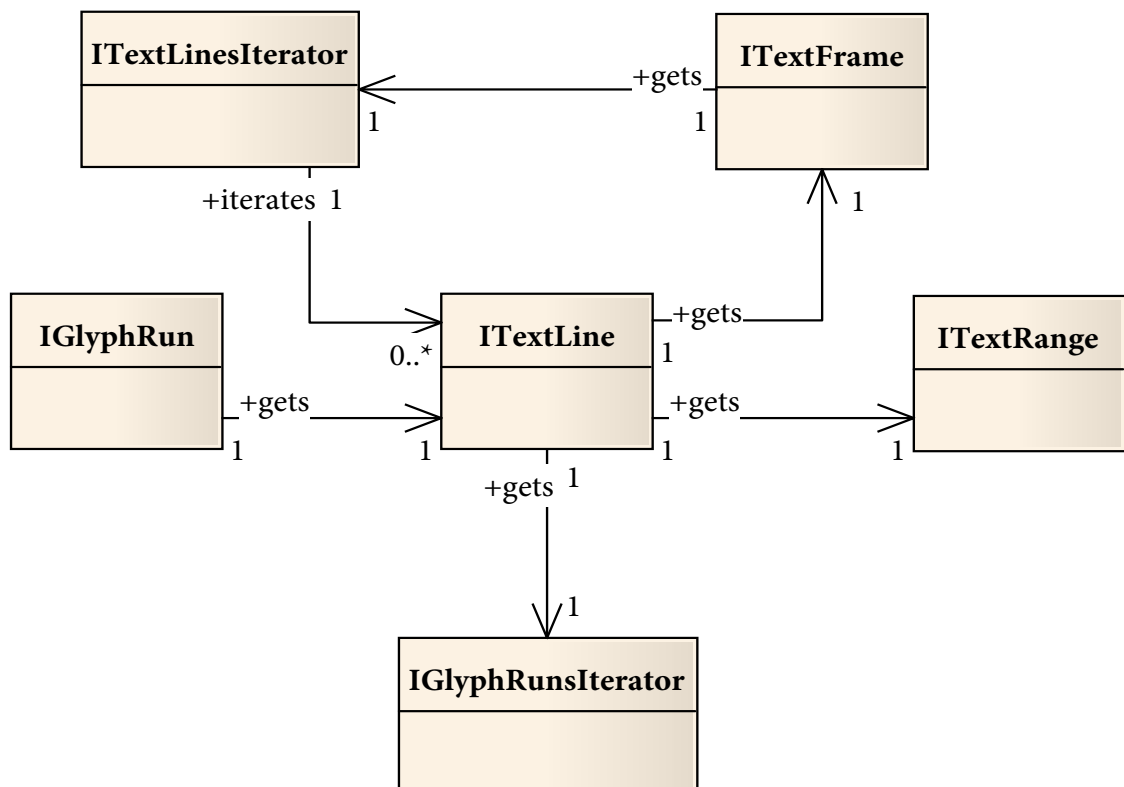 ITextLinesIterator
ITextFrame
+gets
1
1
+iterates 1
1
IGlyphRun
ITextLine
+gets
ITextRange
0..*
1
+gets
+gets
1
1
1
1
+gets 1
1
IGlyphRunsIterator